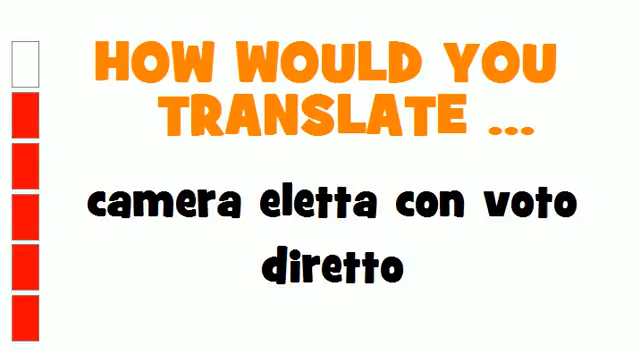 HOW WOULD YOU
TRANSLATE ...
camera eletta con voto
diretto